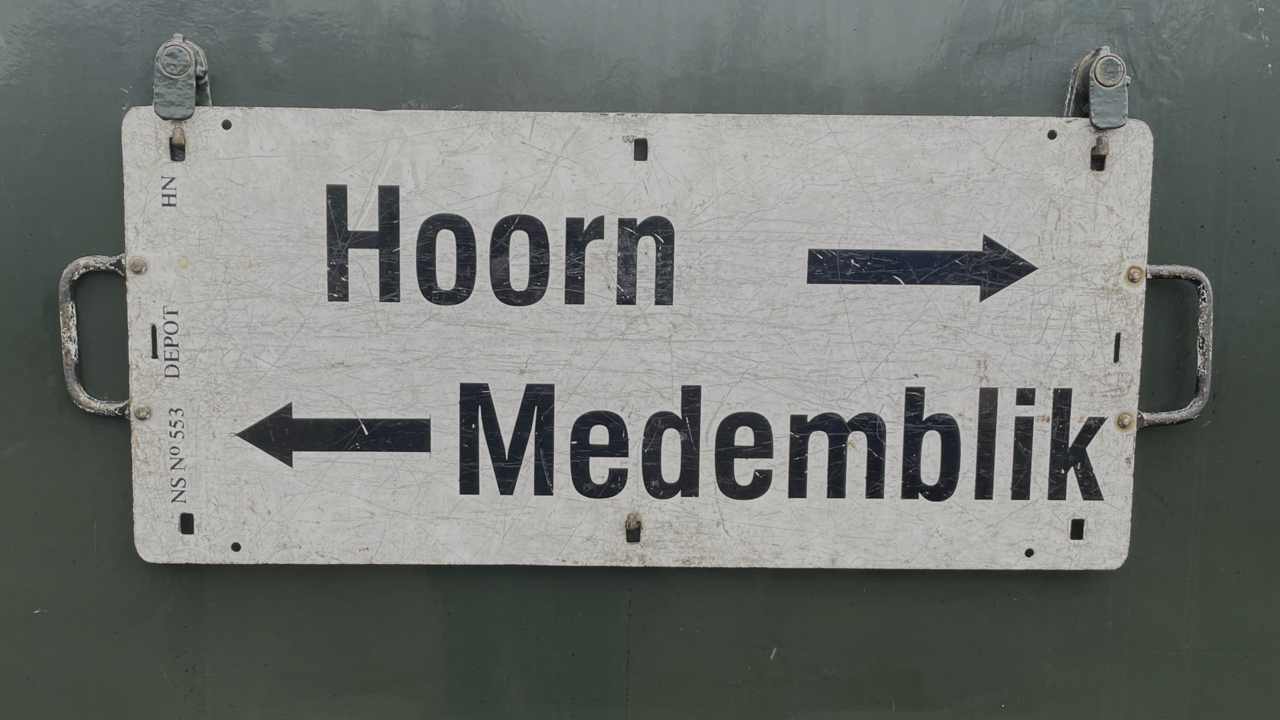 Hoorn →
← Medemblik
NS Nº 553 DEPOT HN